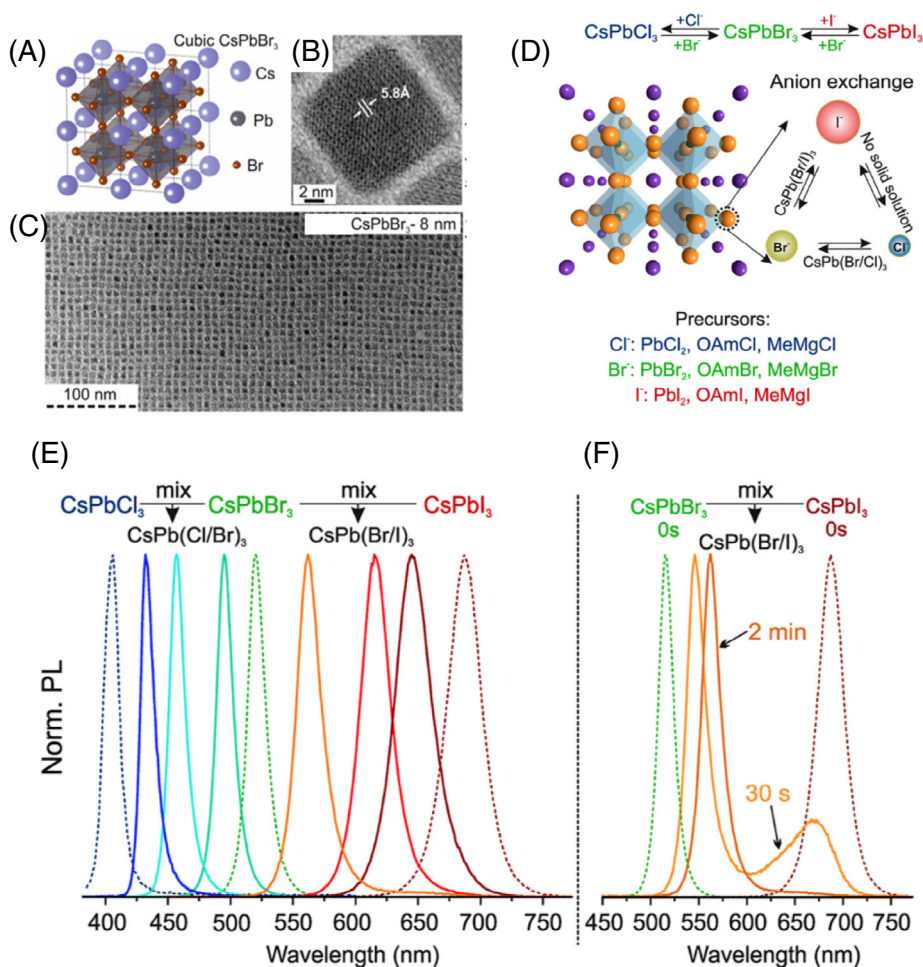 (A)
Cubic CsPbBr₃
Cs
Pb
Br
(B)
5.8Å
2 nm
(C)
CsPbBr₃- 8 nm
100 nm
(D)
CsPbCl₃ +Cl⁻ +Br⁻ CsPbBr₃ +I⁻ +Br⁻ CsPbI₃
Anion exchange
I⁻
CsPb(Br/I)₃
No solid solution
Br⁻
Cl⁻
CsPb(Br/Cl)₃
Precursors:
Cl⁻: PbCl₂, OAmCl, MeMgCl
Br⁻: PbBr₂, OAmBr, MeMgBr
I⁻: PbI₂, OAmI, MeMgI
(E)
CsPbCl₃ mix CsPbBr₃ mix CsPbI₃
CsPb(Cl/Br)₃ CsPb(Br/I)₃
Norm. PL
400 450 500 550 600 650 700 750
Wavelength (nm)
(F)
CsPbBr₃ mix CsPbI₃
0s 0s
CsPb(Br/I)₃
2 min
30 s
450 500 550 600 650 700 750
Wavelength (nm)